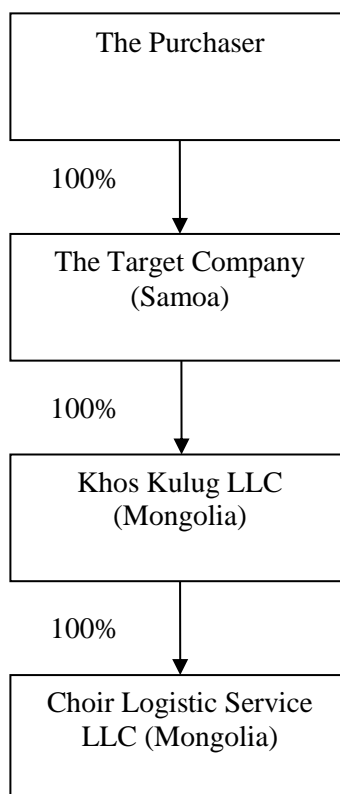 The Purchaser
100%
The Target Company
(Samoa)
100%
Khos Kulug LLC
(Mongolia)
100%
Choir Logistic Service
LLC (Mongolia)